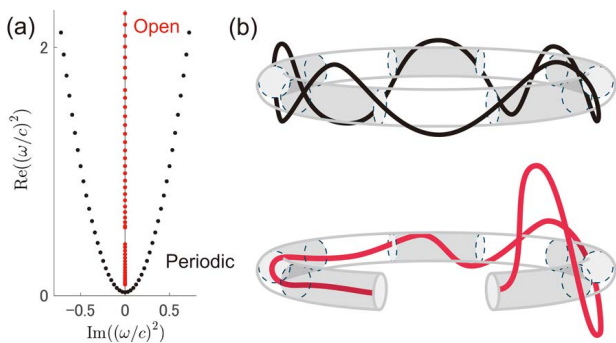 (a)
Open
(b)
2
Re((ω/c)²)
Periodic
0
−0.5 0 0.5
Im((ω/c)²)